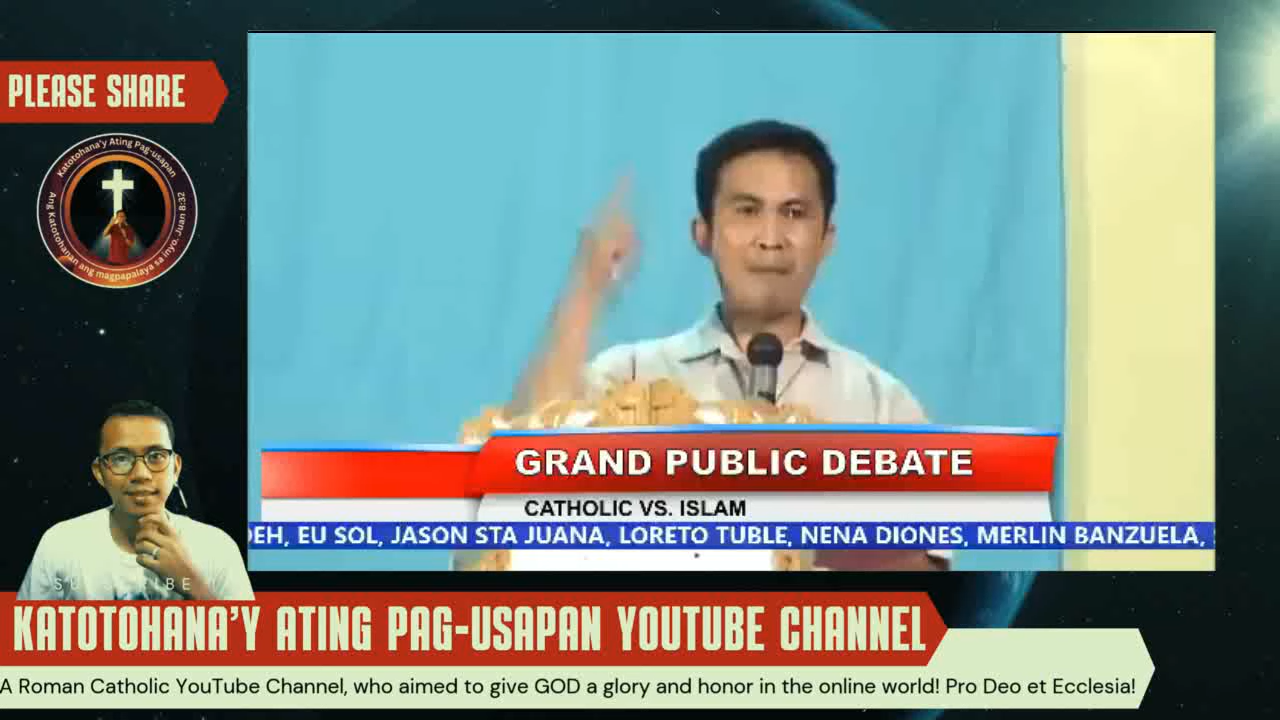 PLEASE SHARE
Katotohana'y Ating Pag-usapan
Ang Katotohanan ang magpapalaya sa inyo. Juan 8:32
GRAND PUBLIC DEBATE
CATHOLIC VS. ISLAM
EU SOL, JASON STA JUANA, LORETO TUBLE, NENA DIONES, MERLIN BANZUELA,
KATOTOHANA'Y ATING PAG-USAPAN YOUTUBE CHANNEL
A Roman Catholic YouTube Channel, who aimed to give GOD a glory and honor in the online world! Pro Deo et Ecclesia!